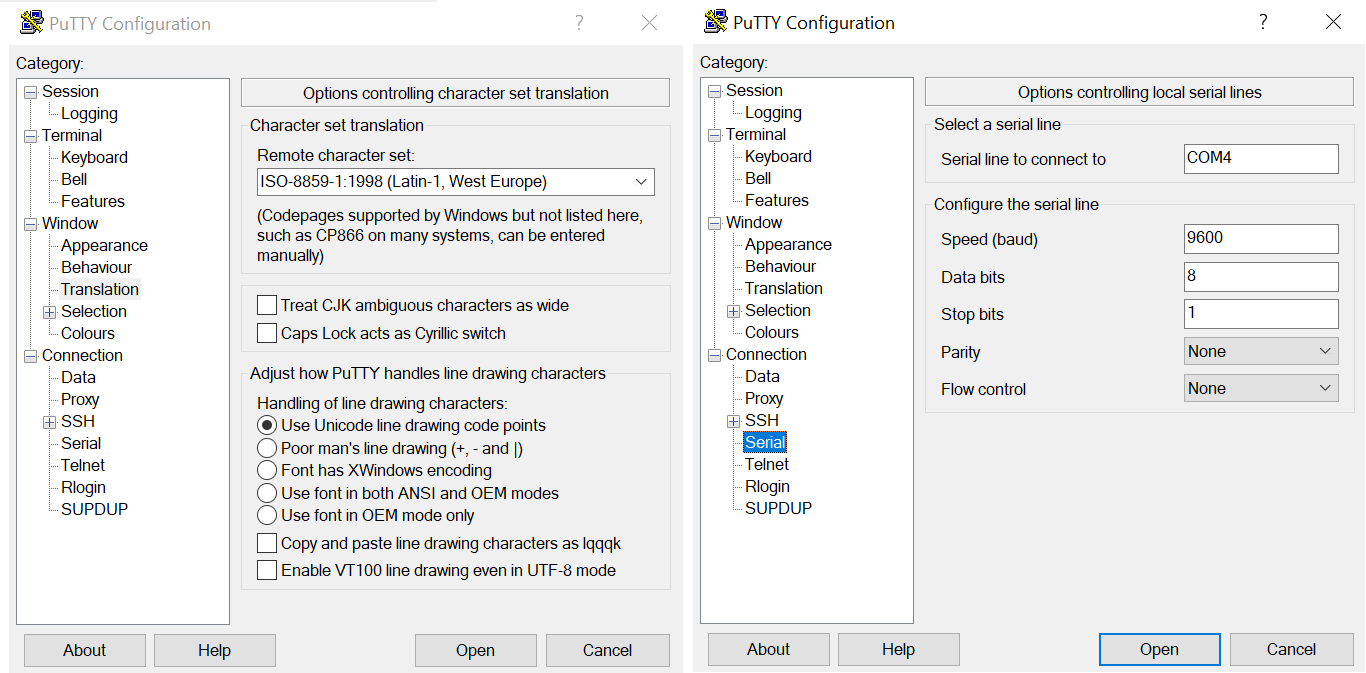 PuTTY Configuration
?
Category:
Session
Logging
Terminal
Keyboard
Bell
Features
Window
Appearance
Behaviour
Translation
Selection
Colours
Connection
Data
Proxy
SSH
Serial
Telnet
Rlogin
SUPDUP
Options controlling character set translation
Character set translation
Remote character set:
ISO-8859-1:1998 (Latin-1, West Europe)
(Codepages supported by Windows but not listed here,
such as CP866 on many systems, can be entered
manually)
Treat CJK ambiguous characters as wide
Caps Lock acts as Cyrillic switch
Adjust how PuTTY handles line drawing characters
Handling of line drawing characters:
Use Unicode line drawing code points
Poor man's line drawing (+, - and |)
Font has XWindows encoding
Use font in both ANSI and OEM modes
Use font in OEM mode only
Copy and paste line drawing characters as lqqqk
Enable VT100 line drawing even in UTF-8 mode
About
Help
Open
Cancel
PuTTY Configuration
?
Category:
Session
Logging
Terminal
Keyboard
Bell
Features
Window
Appearance
Behaviour
Translation
Selection
Colours
Connection
Data
Proxy
SSH
Serial
Telnet
Rlogin
SUPDUP
Options controlling local serial lines
Select a serial line
Serial line to connect to COM4
Configure the serial line
Speed (baud) 9600
Data bits 8
Stop bits 1
Parity None
Flow control None
About
Help
Open
Cancel